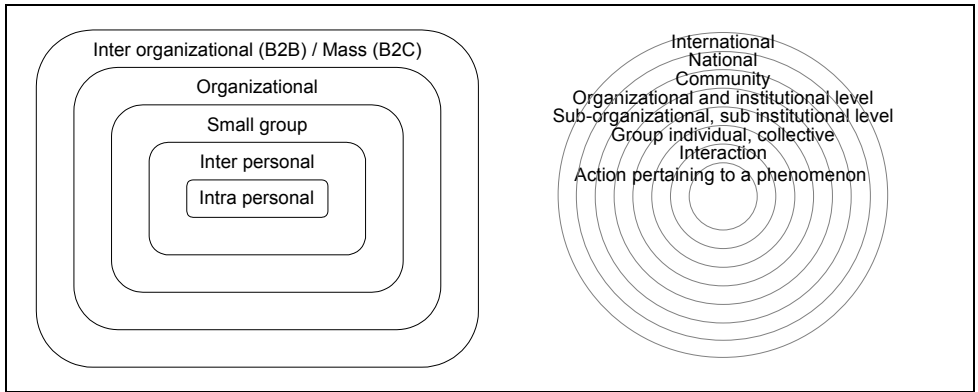 Inter organizational (B2B) / Mass (B2C)
Organizational
Small group
Inter personal
Intra personal
International
National
Community
Organizational and institutional level
Sub-organizational, sub institutional level
Group individual, collective
Interaction
Action pertaining to a phenomenon